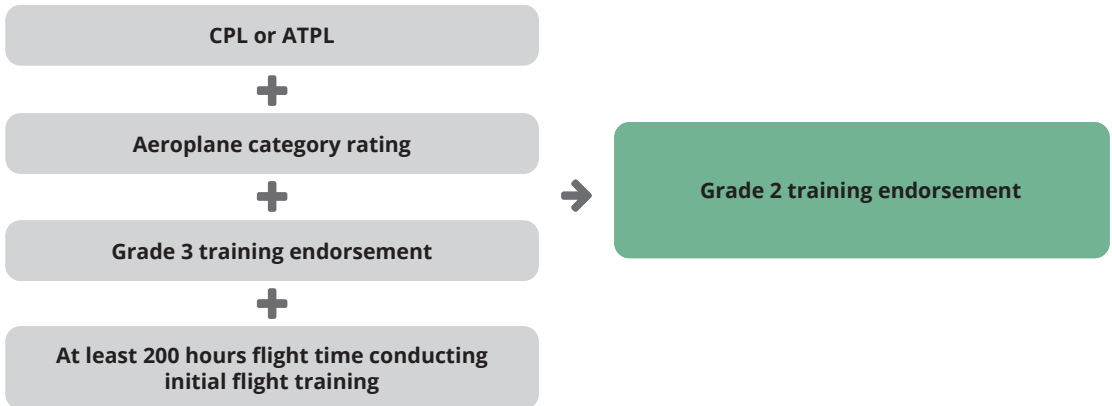 CPL or ATPL
Aeroplane category rating
Grade 3 training endorsement
At least 200 hours flight time conducting
initial flight training
Grade 2 training endorsement